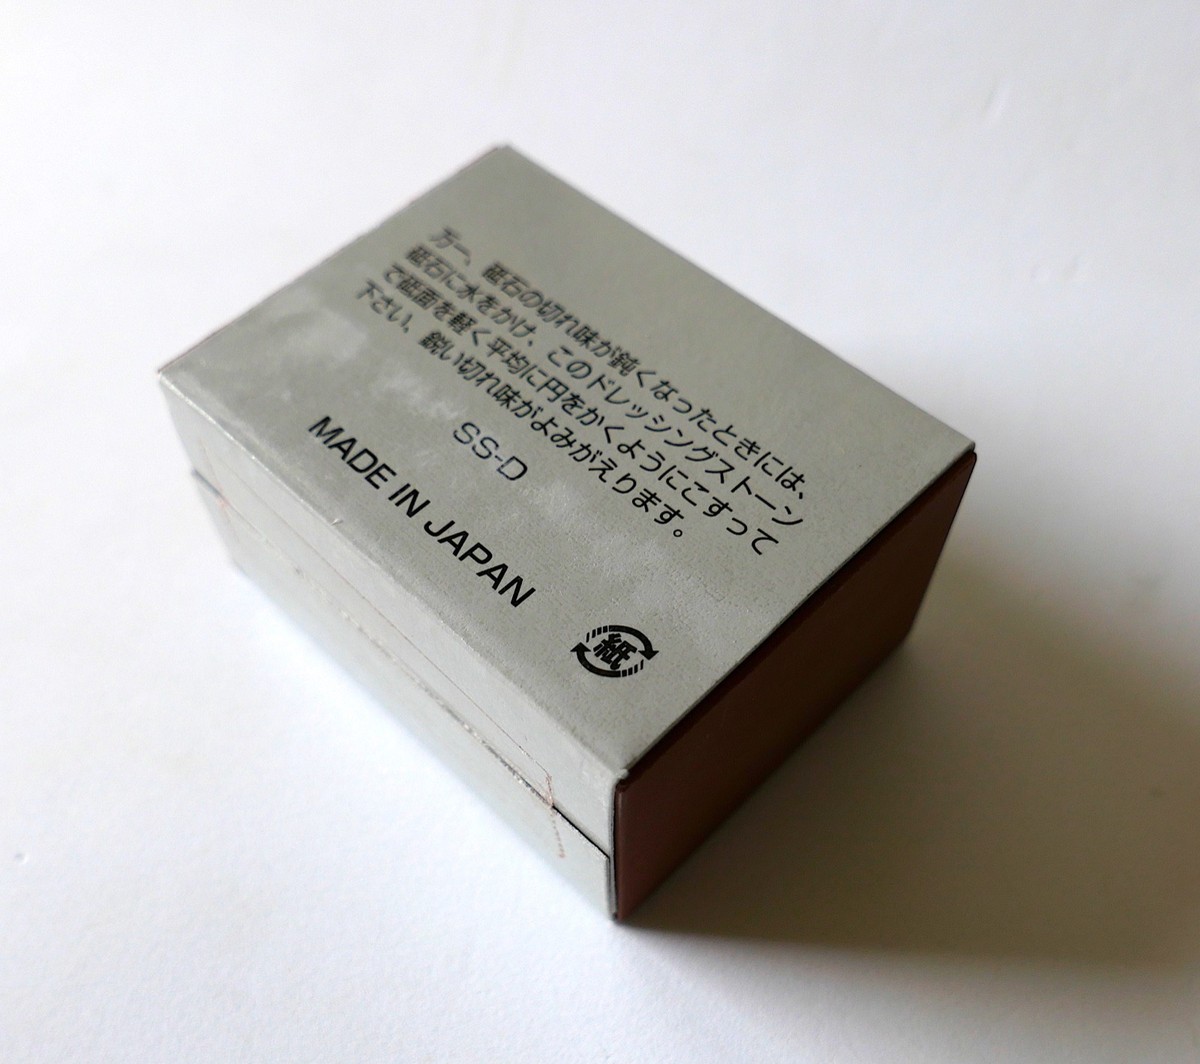 万一、砥石の切れ味が鈍くなったときには、
砥石に水をかけ、このドレッシングストーン
で砥面を軽く平均に円をかくようにこすって
下さい、鋭い切れ味がよみがえります。
SS-D
MADE IN JAPAN
紙